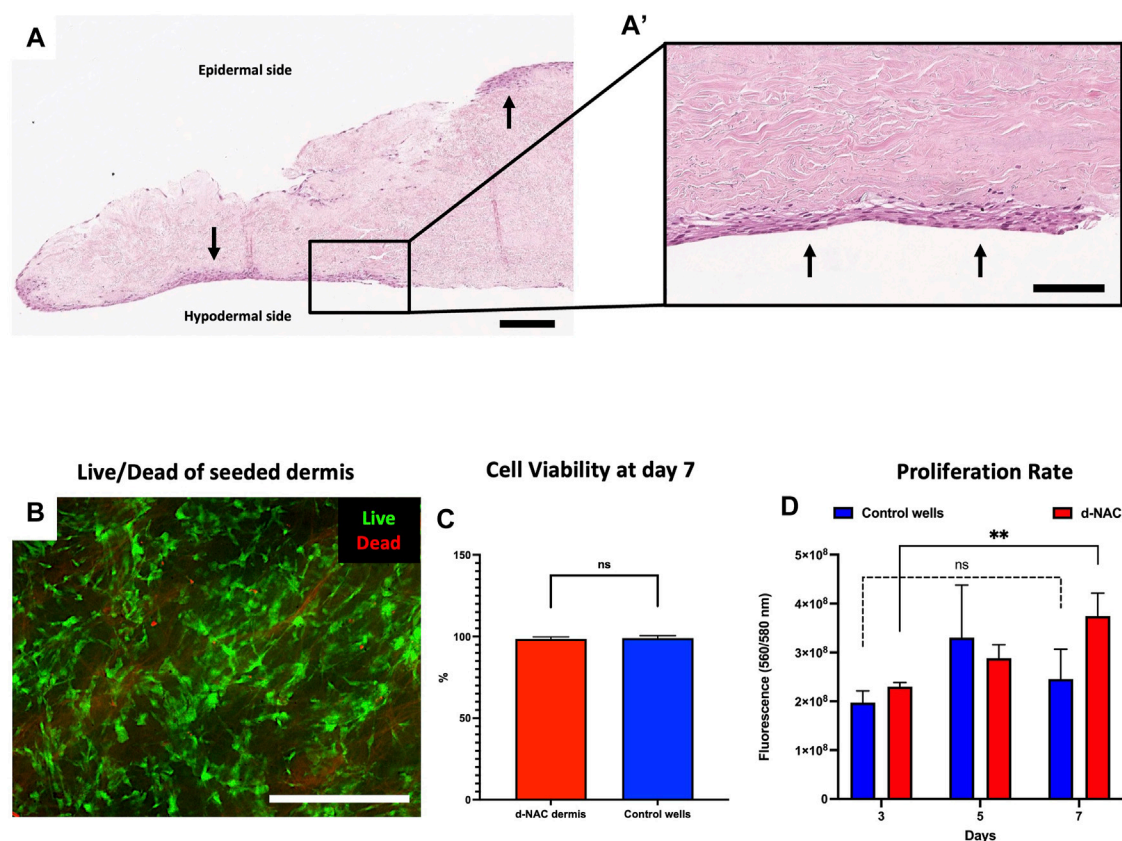 A
A'
Epidermal side
Hypodermal side
Live/Dead of seeded dermis
B
Live
Dead
Cell Viability at day 7
C
ns
150
100
50
0
%
d-NAC dermis
Control wells
Proliferation Rate
D
Control wells
d-NAC
**
ns
5×10⁸
4×10⁸
3×10⁸
2×10⁸
1×10⁸
0
Fluorescence (560/580 nm)
3
5
7
Days